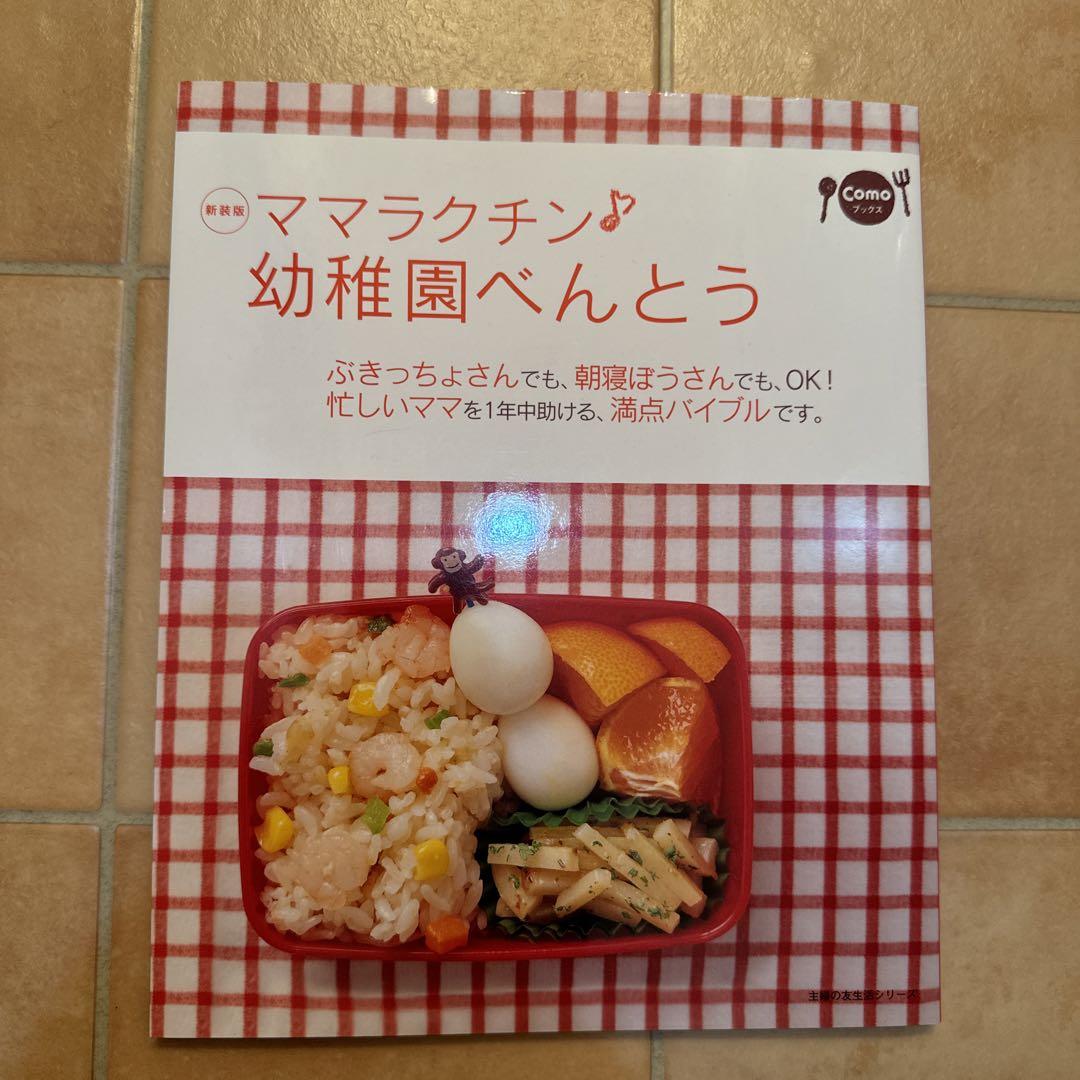 新装版
ママラクチン♪
幼稚園べんとう
Como
ブックス
ぶきっちょさんでも、朝寝ぼうさんでも、OK!
忙しいママを1年中助ける、満点バイブルです。
主婦の友生活シリーズ